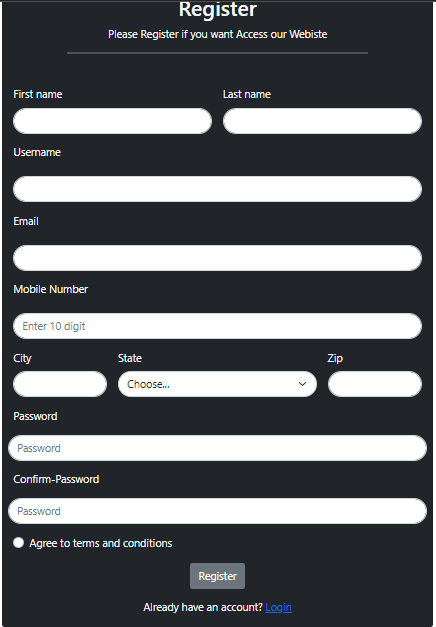 Register
Please Register if you want Access our Webiste
First name Last name
Username
Email
Mobile Number
Enter 10 digit
City State Zip
Choose...
Password
Password
Confirm-Password
Password
Agree to terms and conditions
Register
Already have an account? Login